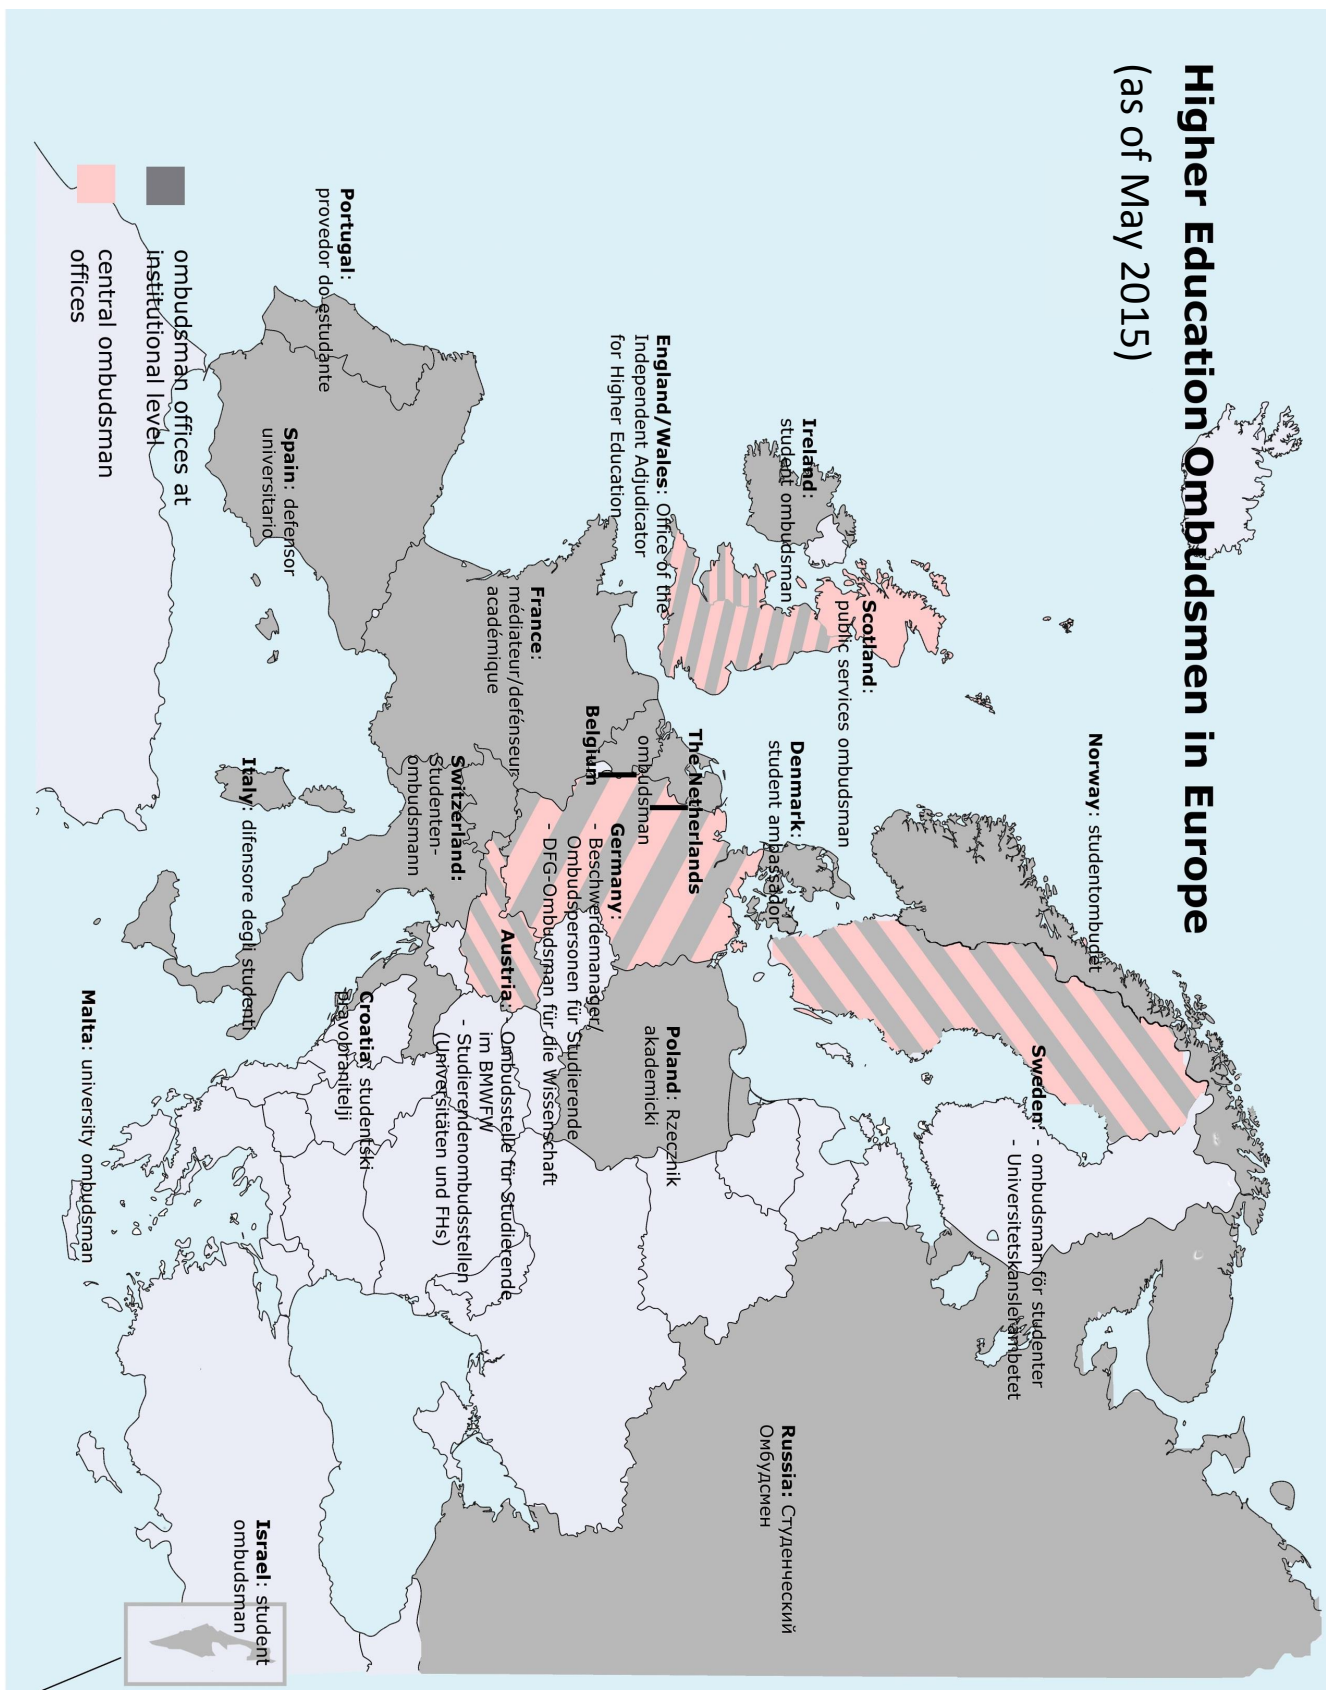 Higher Education Ombudsmen in Europe
(as of May 2015)
Norway: studentombudet
Sweden: - ombudsman för studenter
- Universitetskanslerämbetet
Scotland:
public services ombudsman
Ireland:
student ombudsman
Denmark:
student ambassador
Russia: Студенческий
Омбудсмен
England/Wales: Office of the
Independent Adjudicator
for Higher Education
The Netherlands
ombudsman
Belgium
Poland: Rzecznik
akademicki
Germany:
- Beschwerdemanager/
Ombudspersonen für Studierende
- DFG-Ombudsman für die Wissenschaft
France:
médiateur/defénseur
académique
Austria: Ombudsstelle für Studierende
im BMWFW
- Studierendenombudsstellen
(Universitäten und FHs)
Switzerland:
Studenten-
ombudsmann
Portugal:
provedor do estudante
Croatia: studentski
pravobranitelji
Spain: defensor
universitario
Italy: difensore degli studenti
Israel: student
ombudsman
Malta: university ombudsman
ombudsman offices at
institutional level
central ombudsman
offices